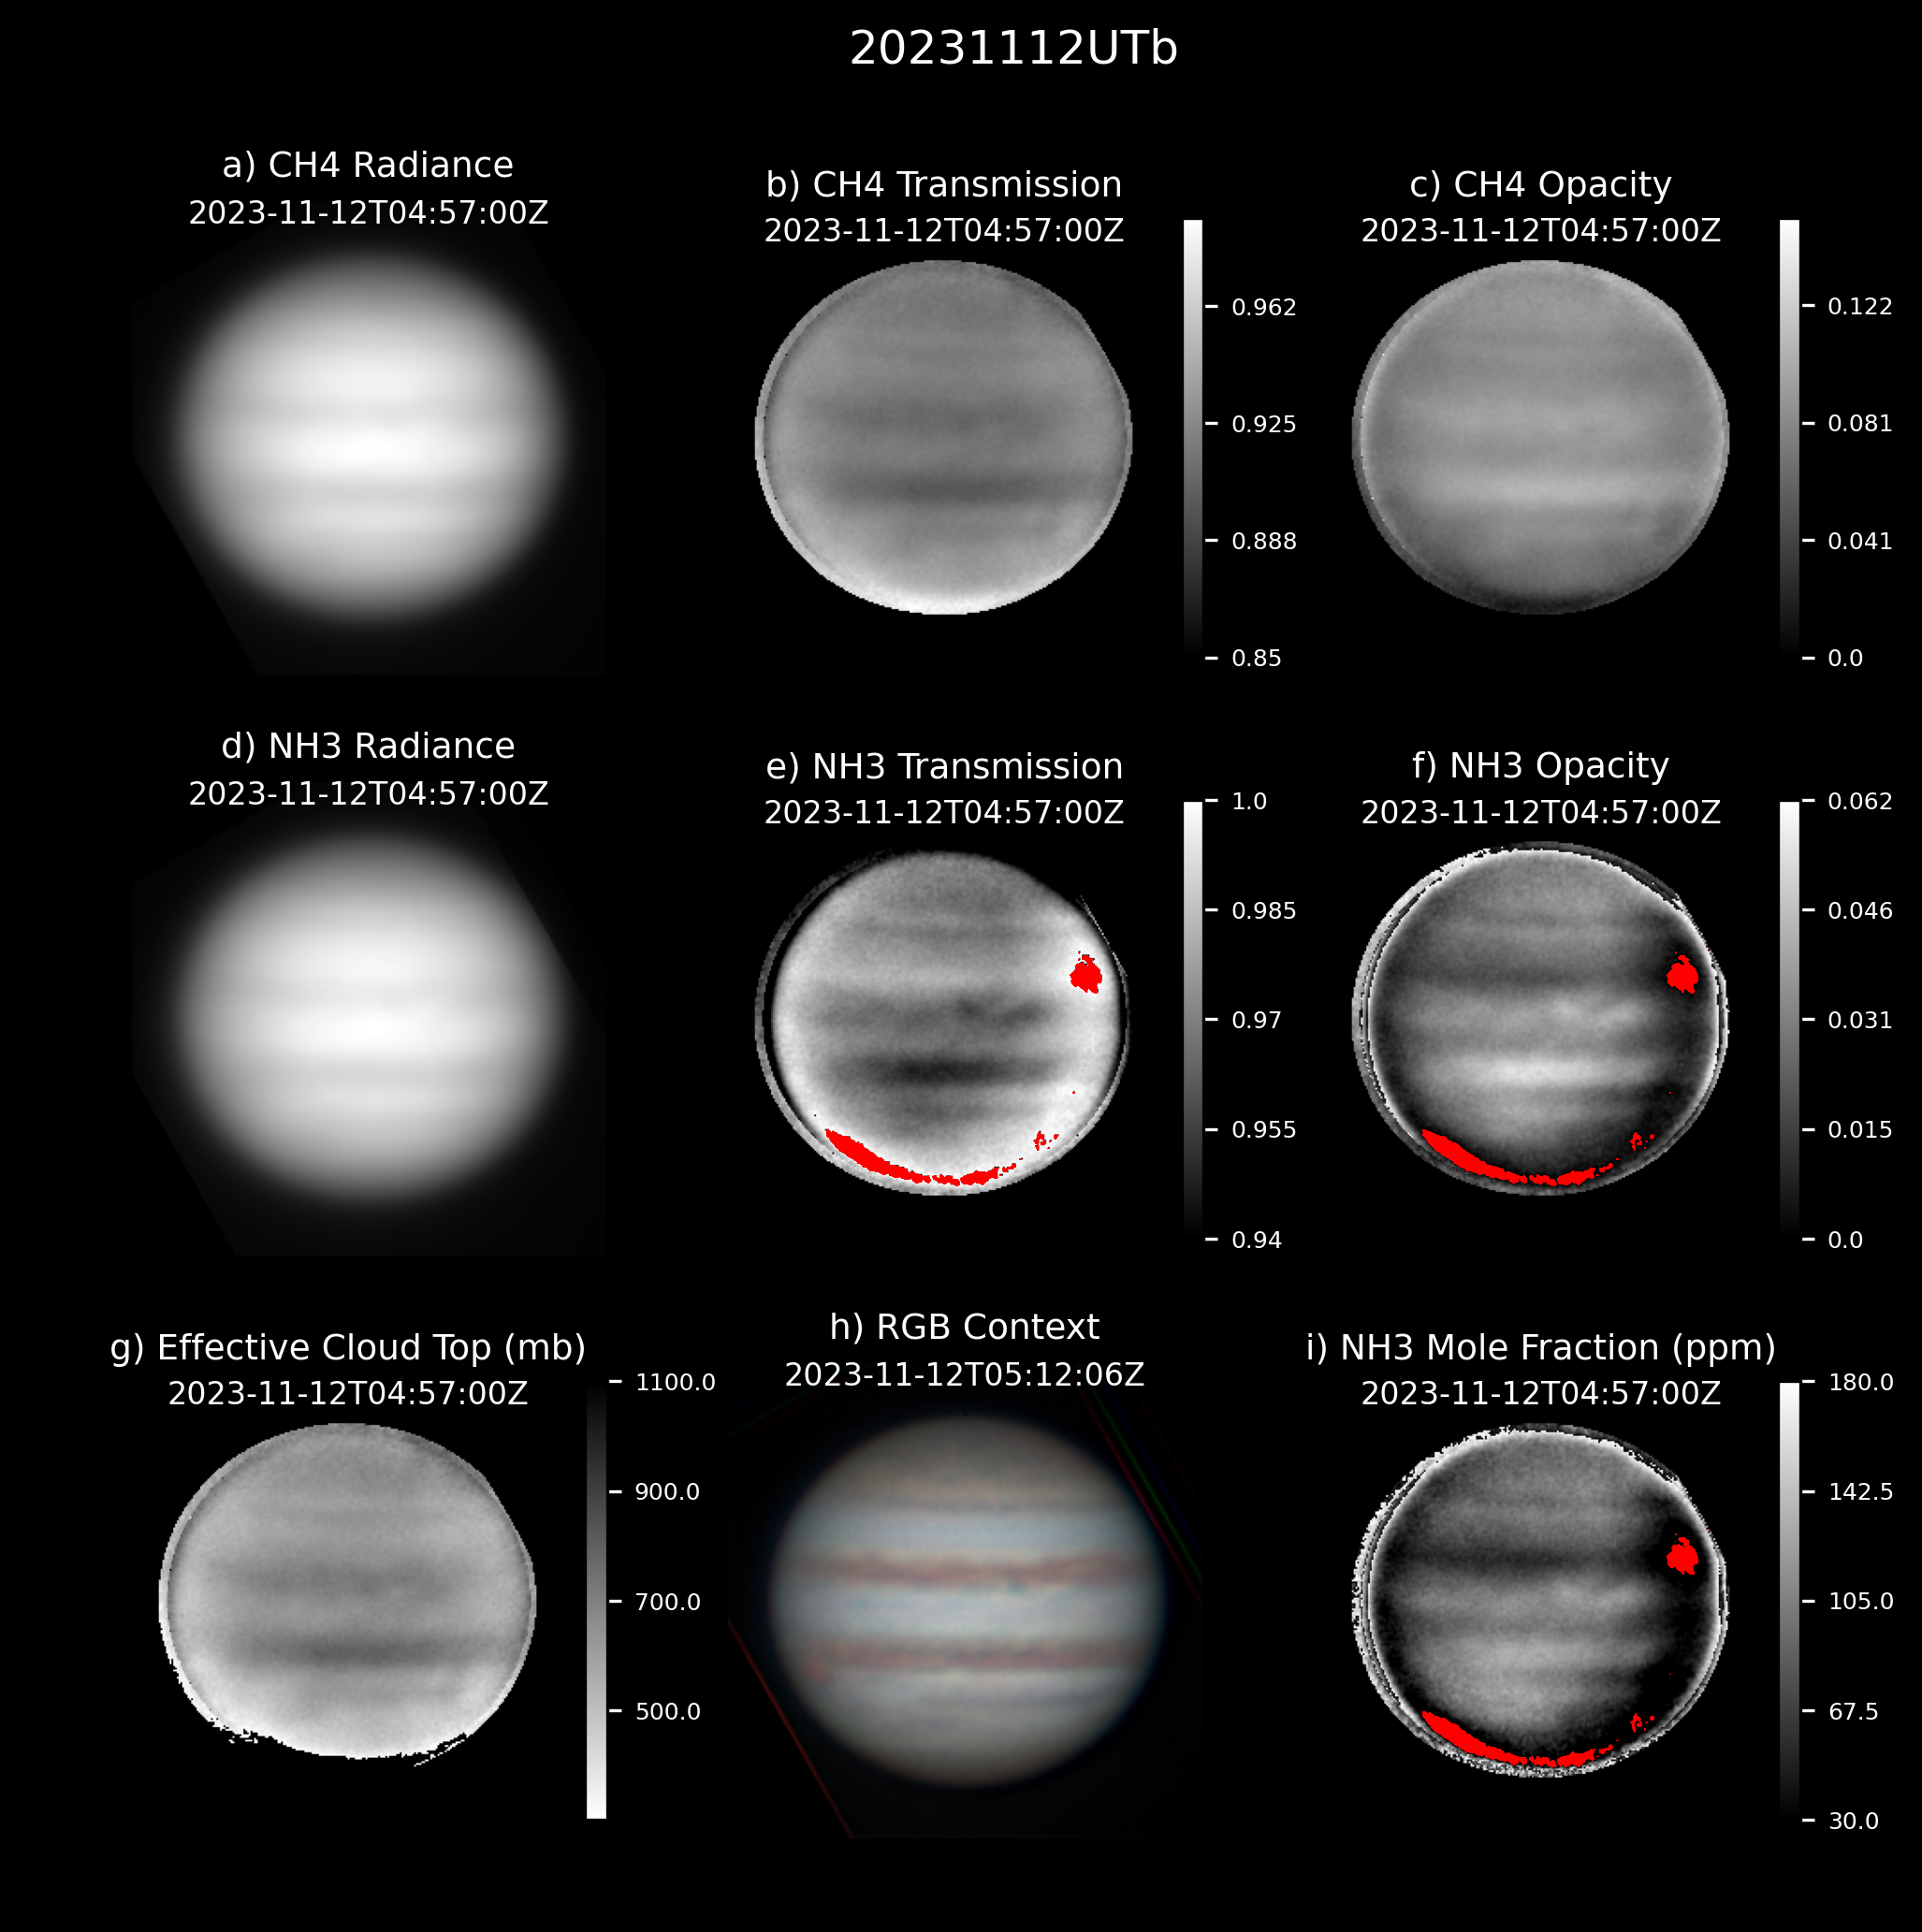 20231112UTb
a) CH4 Radiance
2023-11-12T04:57:00Z
b) CH4 Transmission
2023-11-12T04:57:00Z
0.962
0.925
0.888
0.85
c) CH4 Opacity
2023-11-12T04:57:00Z
0.122
0.081
0.041
0.0
d) NH3 Radiance
2023-11-12T04:57:00Z
e) NH3 Transmission
2023-11-12T04:57:00Z
1.0
0.985
0.97
0.955
0.94
f) NH3 Opacity
2023-11-12T04:57:00Z
0.062
0.046
0.031
0.015
0.0
g) Effective Cloud Top (mb)
2023-11-12T04:57:00Z
1100.0
900.0
700.0
500.0
h) RGB Context
2023-11-12T05:12:06Z
i) NH3 Mole Fraction (ppm)
2023-11-12T04:57:00Z
180.0
142.5
105.0
67.5
30.0